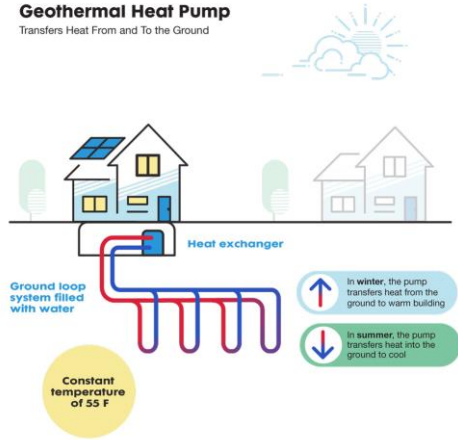 Geothermal Heat Pump
Transfers Heat From and To the Ground
Heat exchanger
Ground loop
system filled
with water
In winter, the pump
transfers heat from the
ground to warm building
In summer, the pump
transfers heat into the
ground to cool
Constant
temperature
of 55 F